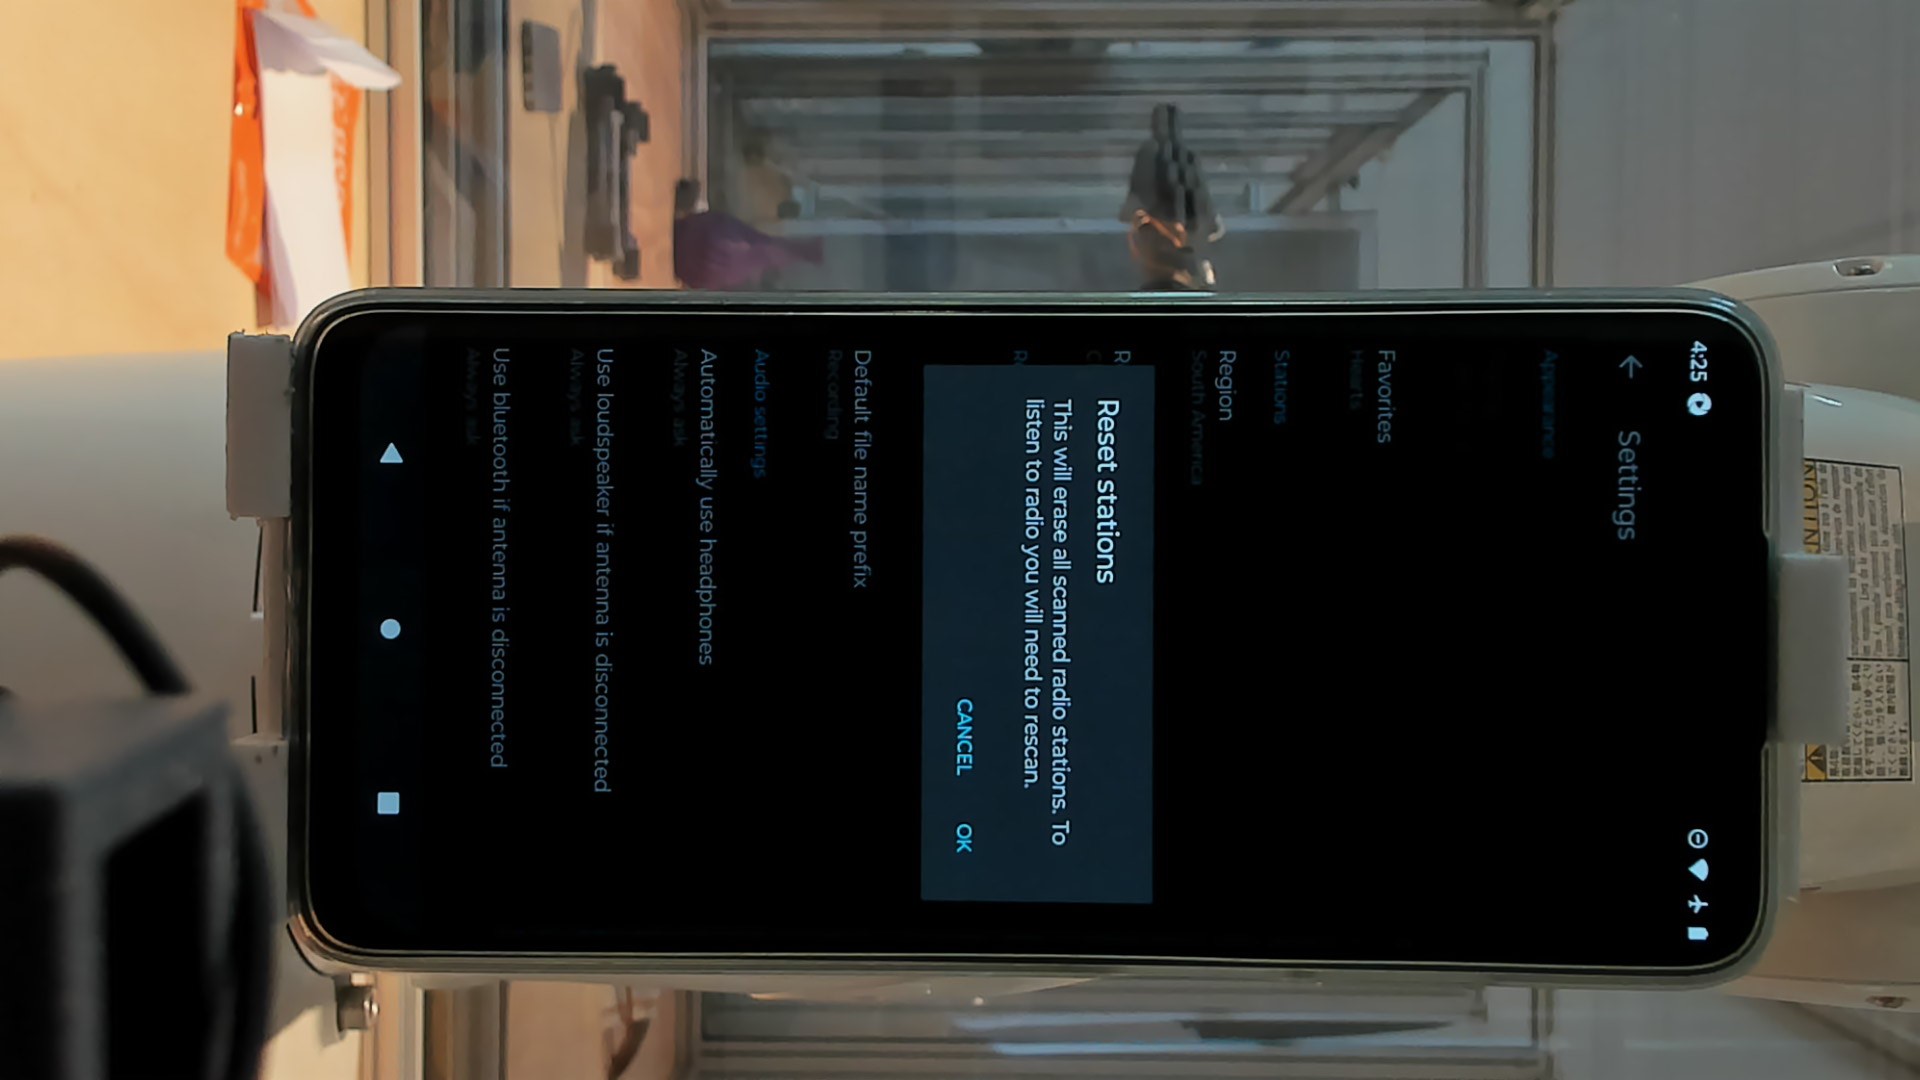 4:25
Settings
Appearance
Favorites
Hearts
Stations
Region
South America
Reset stations
This will erase all scanned radio stations. To
listen to radio you will need to rescan.
CANCEL OK
Default file name prefix
Recording
Audio settings
Automatically use headphones
Always ask
Use loudspeaker if antenna is disconnected
Always ask
Use bluetooth if antenna is disconnected
Always ask